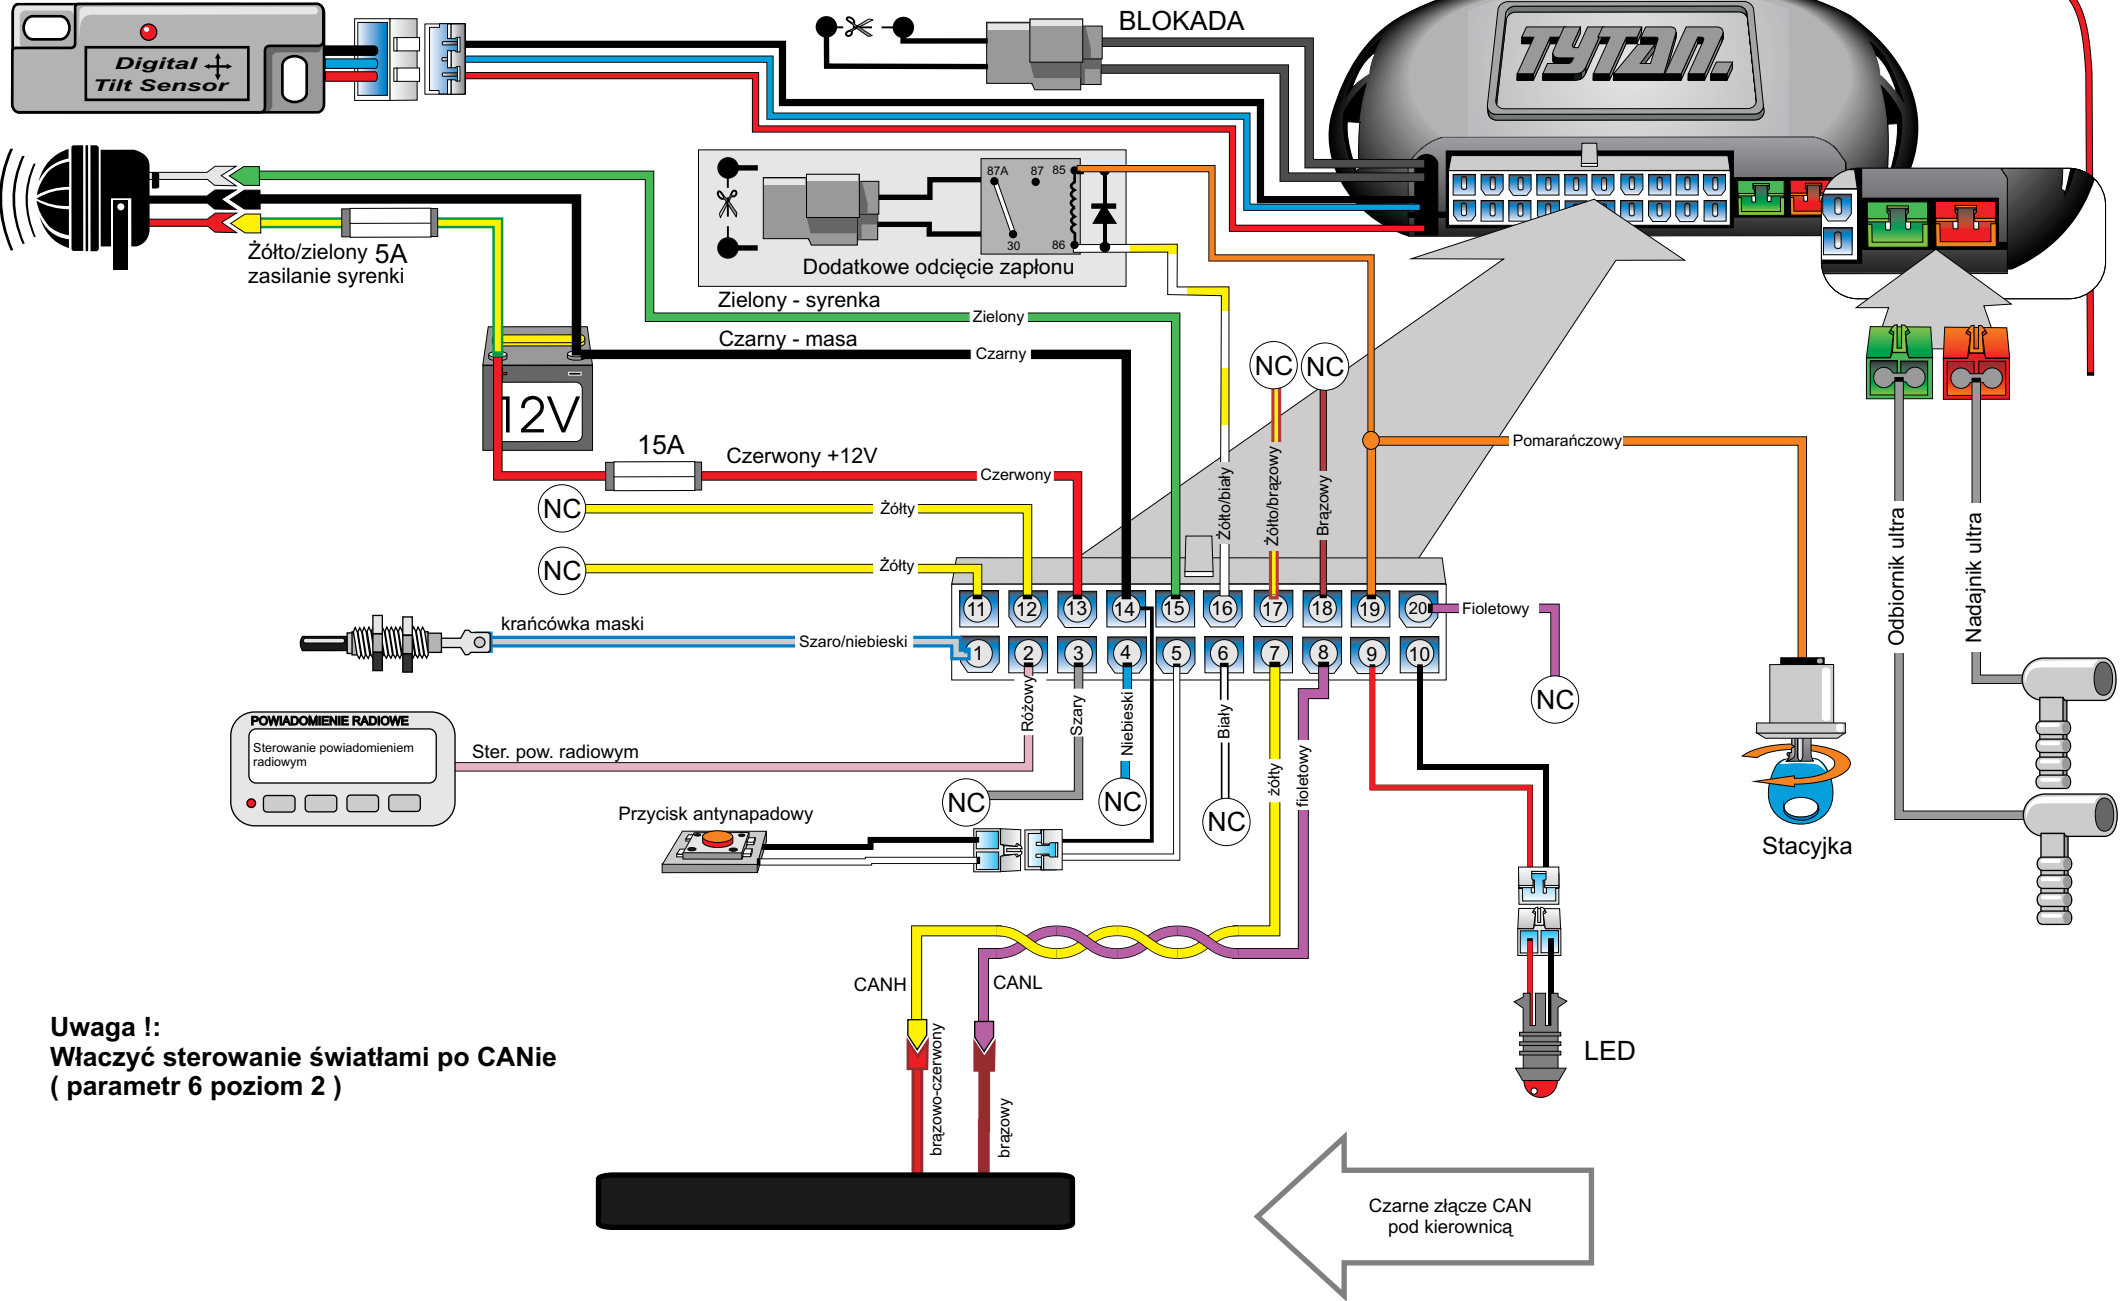 Digital
Tilt Sensor
BLOKADA
TYTAN.
Żółto/zielony 5A
zasilanie syrenki
87A
87
85
30
86
Dodatkowe odcięcie zapłonu
Zielony - syrenka
Zielony
Czarny - masa
Czarny
12V
15A
Czerwony +12V
Czerwony
NC
Żółty
NC
Żółty
NC
NC
Żółto/biały
Żółto/brązowy
Brązowy
Pomarańczowy
Odbiornik ultra
Nadajnik ultra
11
12
13
14
15
16
17
18
19
20
Fioletowy
NC
krańcówka maski
Szaro/niebieski
1
2
3
4
5
6
7
8
9
10
Różowy
Szary
Niebieski
Biały
żółty
fioletowy
POWIADOMIENIE RADIOWE
Sterowanie powiadomieniem
radiowym
Ster. pow. radiowym
NC
NC
NC
Przycisk antynapadowy
Stacyjka
CANH
CANL
LED
brązowo-czerwony
brązowy
Uwaga !:
Właczyć sterowanie światłami po CANie
( parametr 6 poziom 2 )
Czarne złącze CAN
pod kierownicą